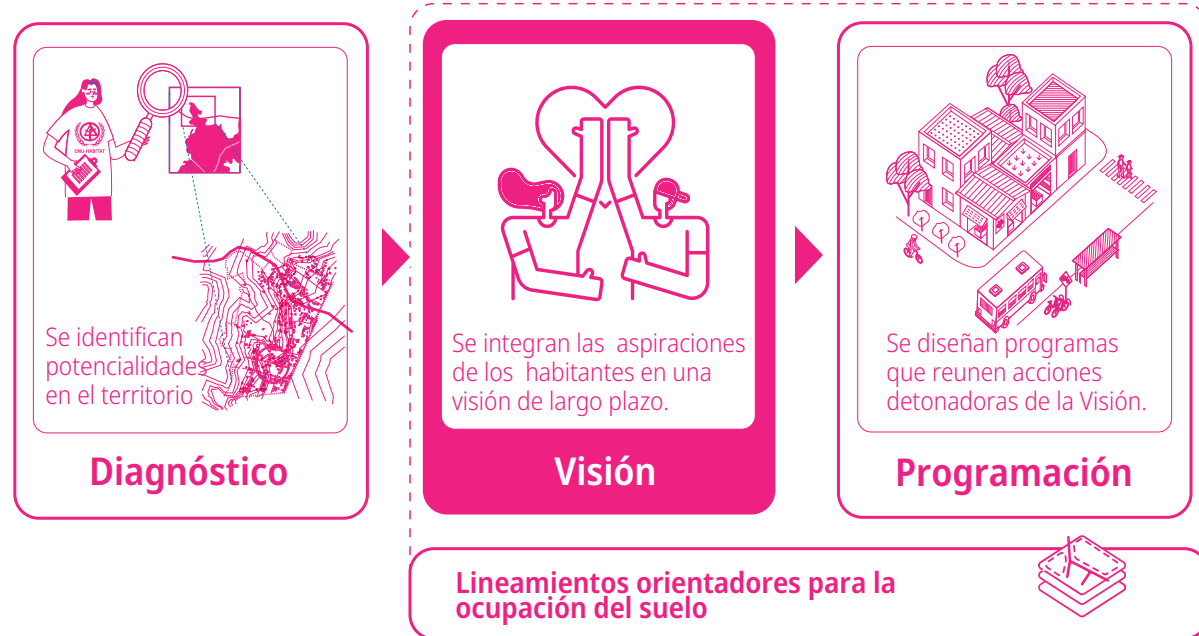 ONU-HABITAT
Se identifican
potencialidades
en el territorio
Diagnóstico
Se integran las aspiraciones
de los habitantes en una
visión de largo plazo.
Visión
Se diseñan programas
que reunen acciones
detonadoras de la Visión.
Programación
Lineamientos orientadores para la
ocupación del suelo